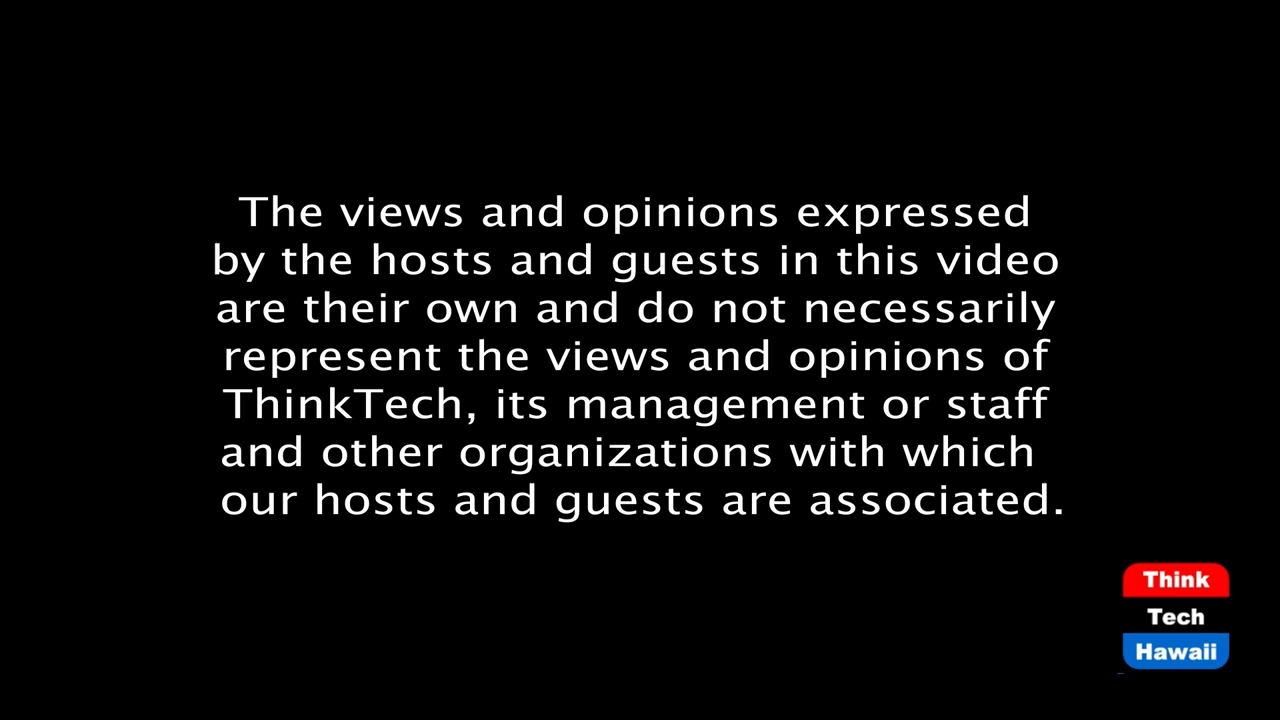 The views and opinions expressed
by the hosts and guests in this video
are their own and do not necessarily
represent the views and opinions of
ThinkTech, its management or staff
and other organizations with which
our hosts and guests are associated.
Think
Tech
Hawaii